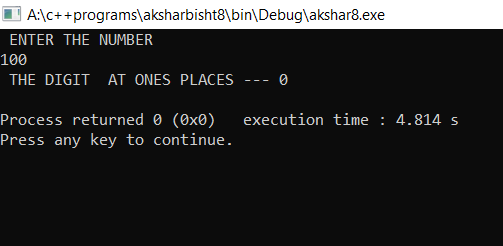 A:\c++programs\aksharbisht8\bin\Debug\akshar8.exe
ENTER THE NUMBER
100
THE DIGIT  AT ONES PLACES --- 0
Process returned 0 (0x0)   execution time : 4.814 s
Press any key to continue.